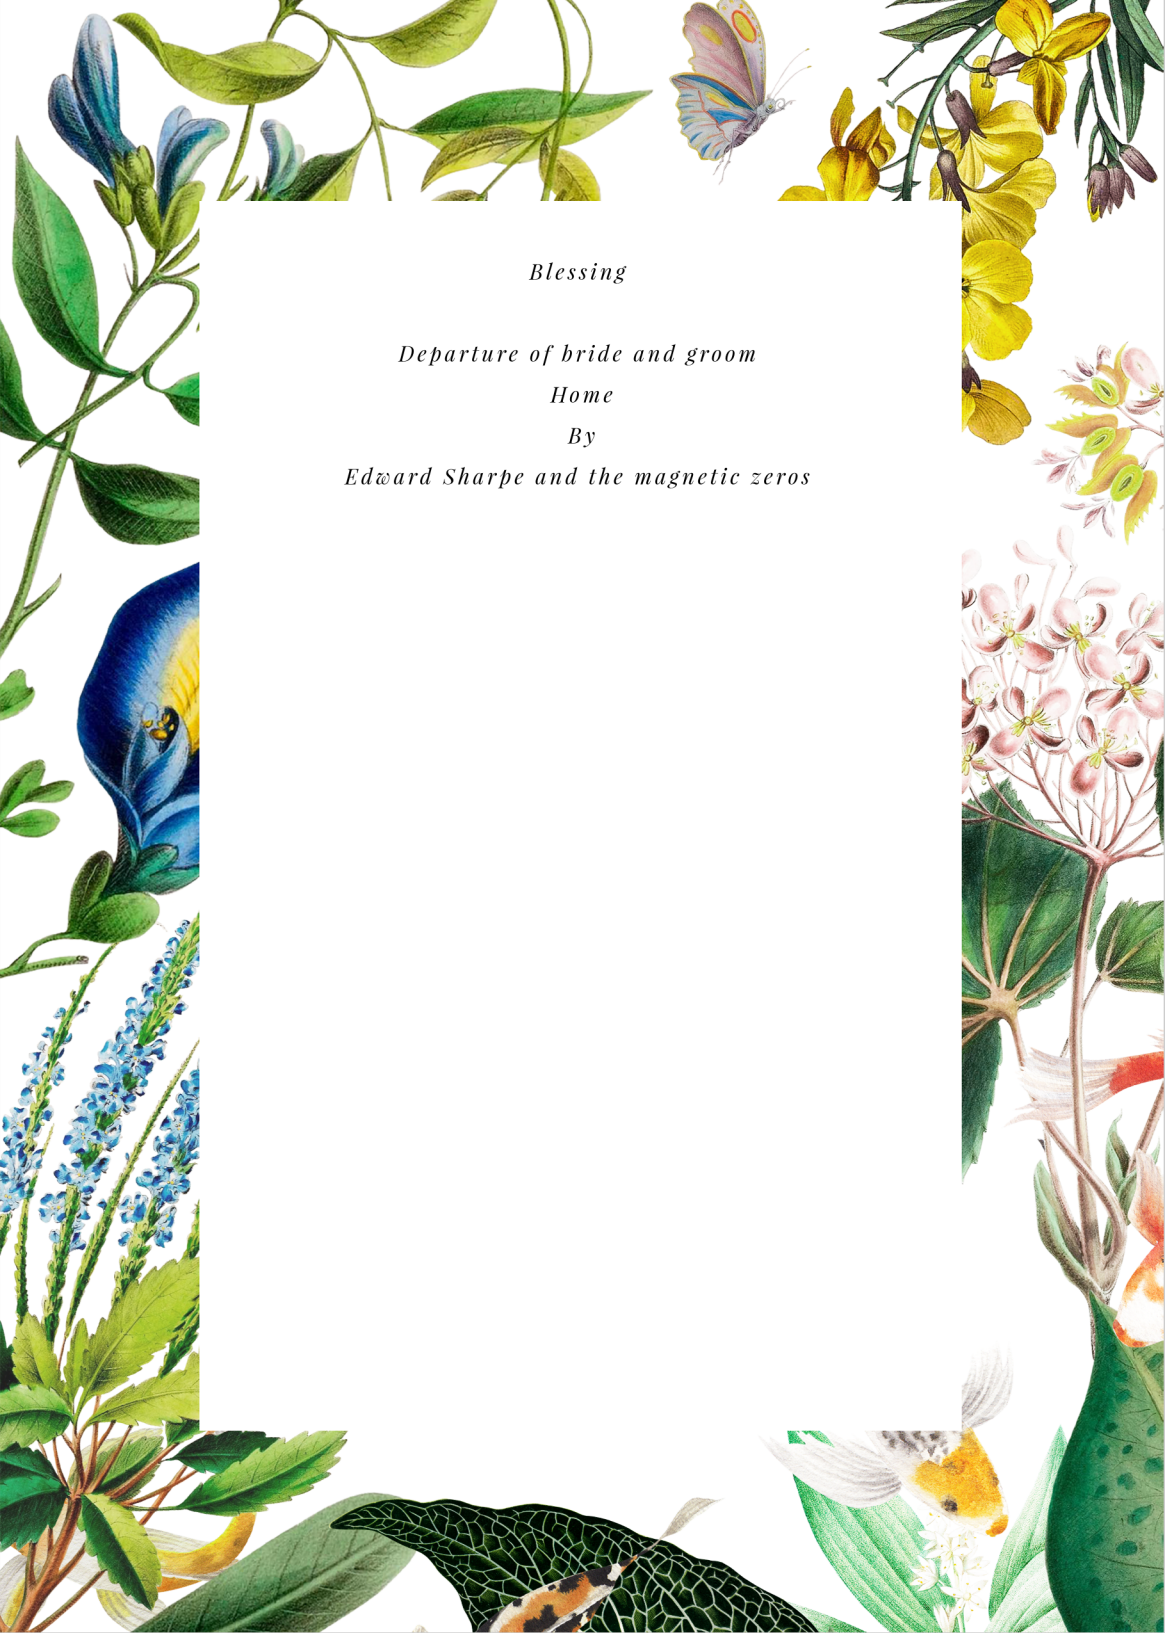 Blessing
Departure of bride and groom
Home
By
Edward Sharpe and the magnetic zeros